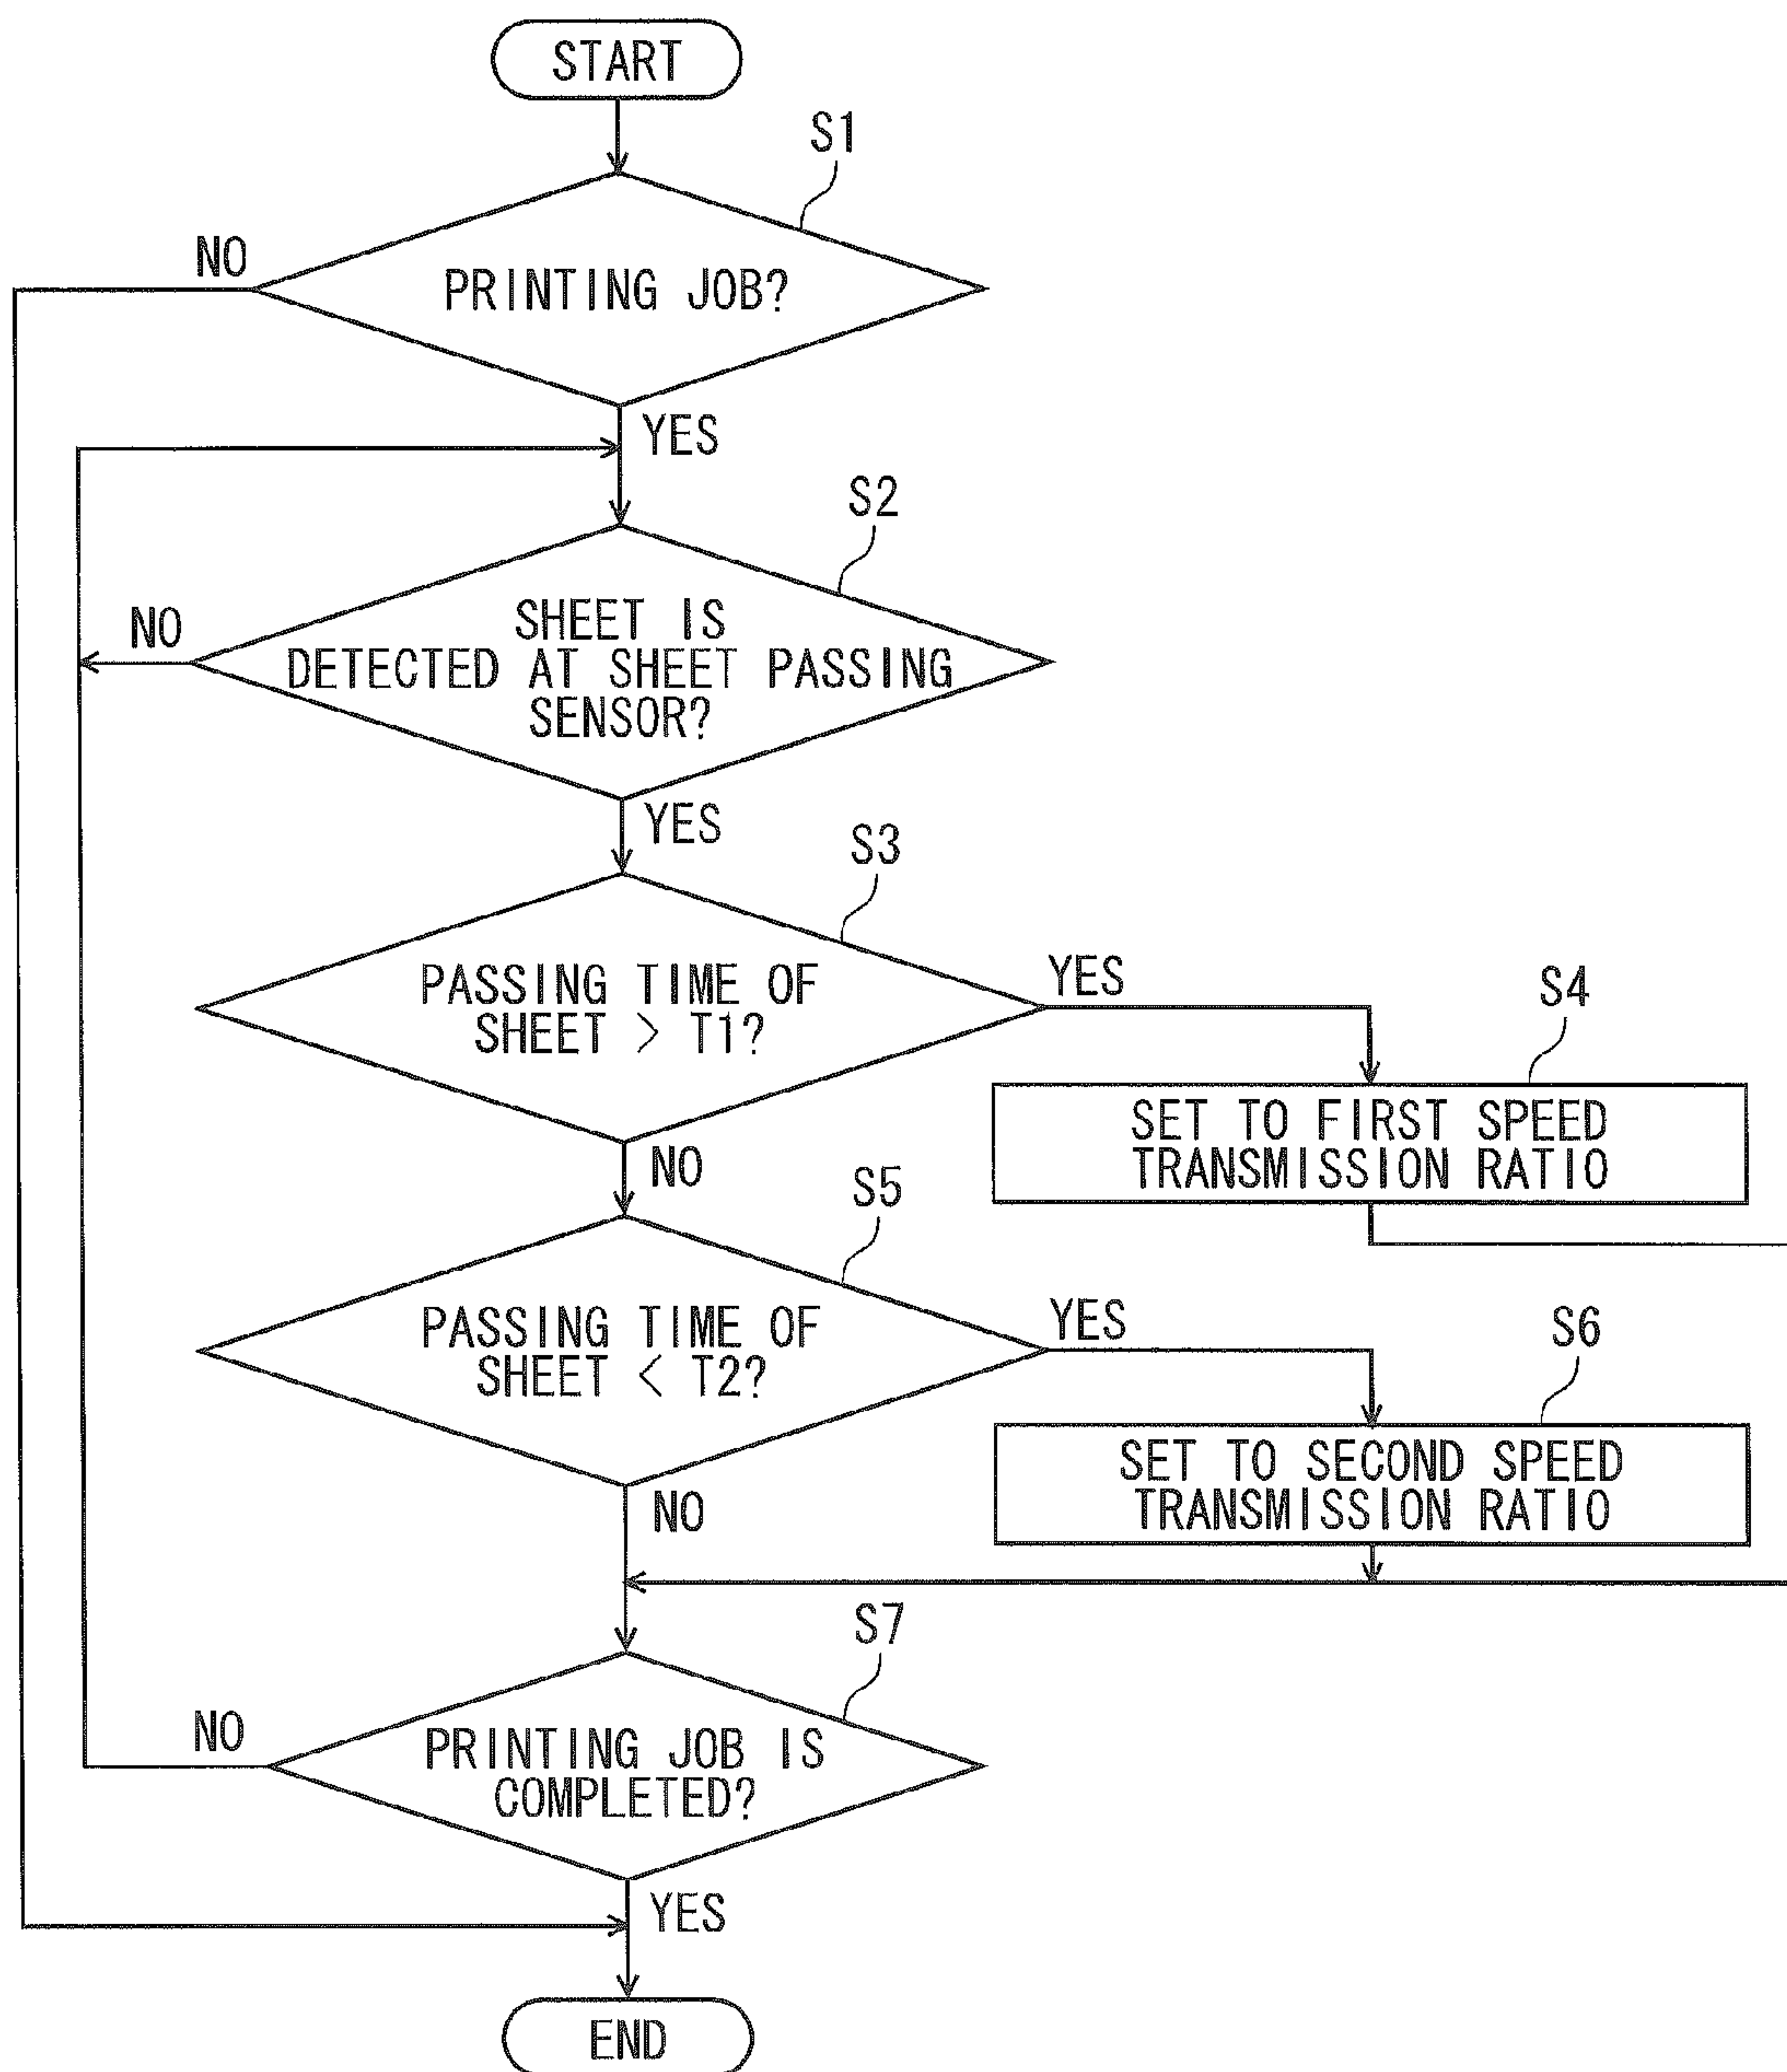 START
S1
NO
PRINTING JOB?
YES
S2
NO
SHEET IS
DETECTED AT SHEET PASSING
SENSOR?
YES
S3
PASSING TIME OF
SHEET > T1?
YES
S4
SET TO FIRST SPEED
TRANSMISSION RATIO
NO
S5
PASSING TIME OF
SHEET < T2?
YES
S6
SET TO SECOND SPEED
TRANSMISSION RATIO
NO
S7
NO
PRINTING JOB IS
COMPLETED?
YES
END